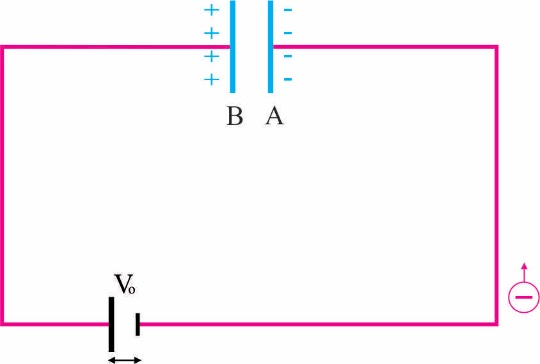 + -
+ -
+ -
+ -
B A
V₀
−